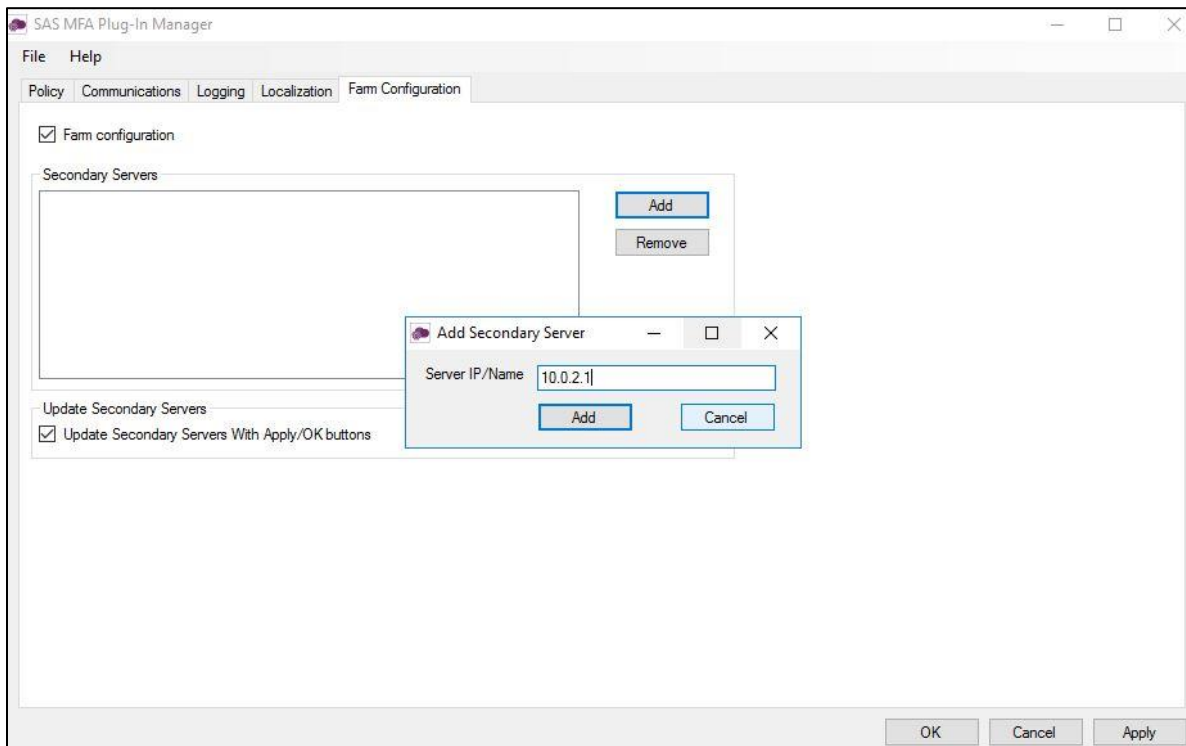 SAS MFA Plug-In Manager
File Help
Policy Communications Logging Localization Farm Configuration
Farm configuration
Secondary Servers
Add
Remove
Add Secondary Server
Server IP/Name 10.0.2.1
Add Cancel
Update Secondary Servers
Update Secondary Servers With Apply/OK buttons
OK Cancel Apply